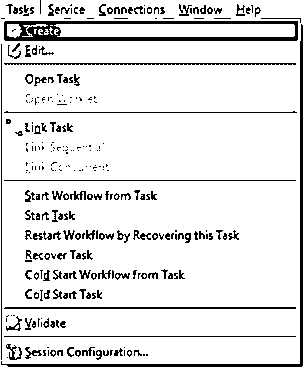 Tasks Service Connections Window Help
Create
Edit...
Open Task
Open Worklet
Link Task
Link Sequential
Link Concurrent
Start Workflow from Task
Start Task
Restart Workflow by Recovering this Task
Recover Task
Cold Start Workflow from Task
Cold Start Task
Validate
Session Configuration...